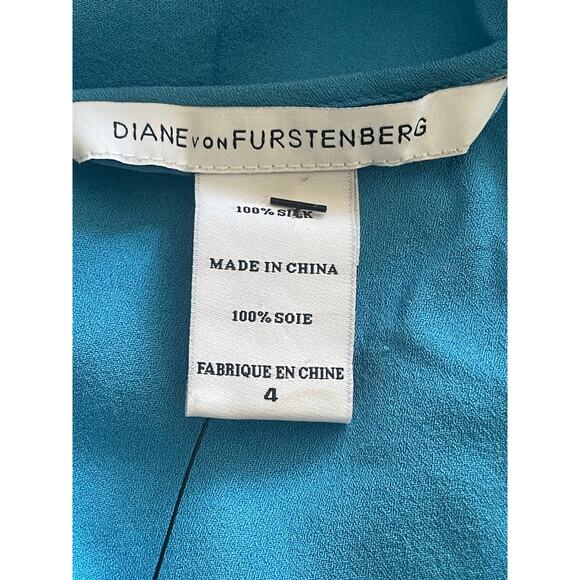 DIANE VON FURSTENBERG
100% SILK
MADE IN CHINA
100% SOIE
FABRIQUE EN CHINE
4